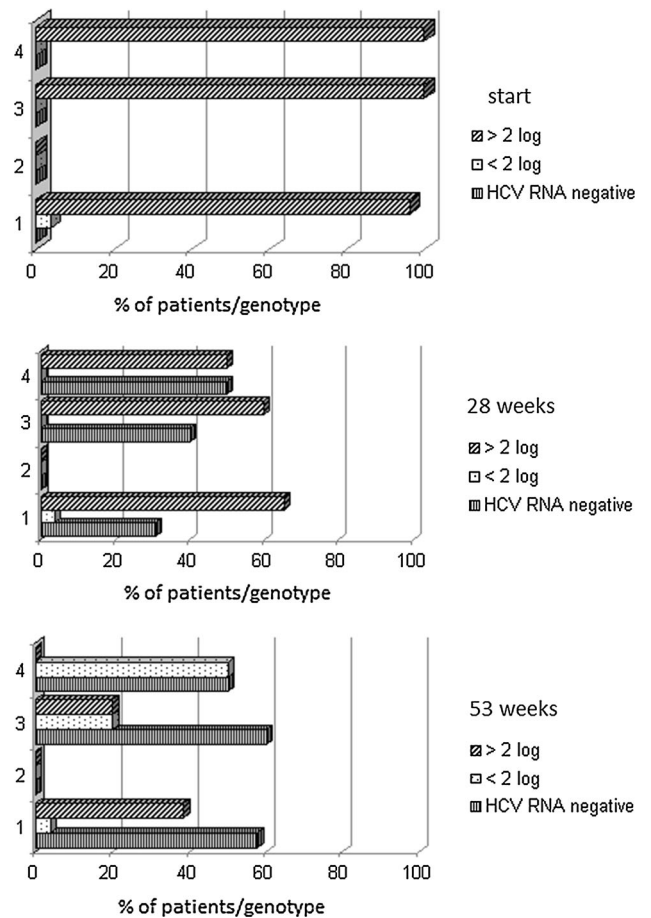 4
3
2
1
0 20 40 60 80 100
% of patients/genotype
start
> 2 log
< 2 log
HCV RNA negative
4
3
2
1
0 20 40 60 80 100
% of patients/genotype
28 weeks
> 2 log
< 2 log
HCV RNA negative
4
3
2
1
0 20 40 60 80 100
% of patients/genotype
53 weeks
> 2 log
< 2 log
HCV RNA negative